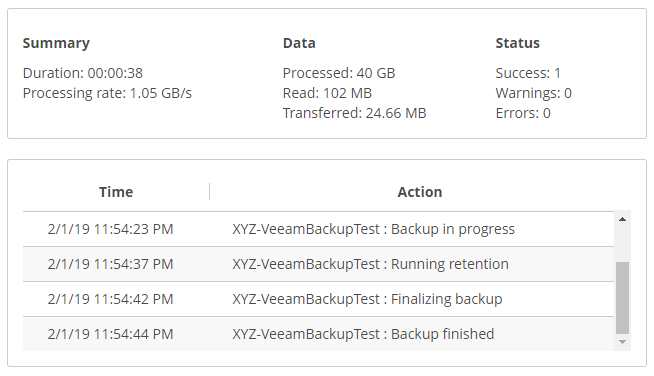 Summary
Duration: 00:00:38
Processing rate: 1.05 GB/s
Data
Processed: 40 GB
Read: 102 MB
Transferred: 24.66 MB
Status
Success: 1
Warnings: 0
Errors: 0
Time Action
2/1/19 11:54:23 PM XYZ-VeeamBackupTest : Backup in progress
2/1/19 11:54:37 PM XYZ-VeeamBackupTest : Running retention
2/1/19 11:54:42 PM XYZ-VeeamBackupTest : Finalizing backup
2/1/19 11:54:44 PM XYZ-VeeamBackupTest : Backup finished